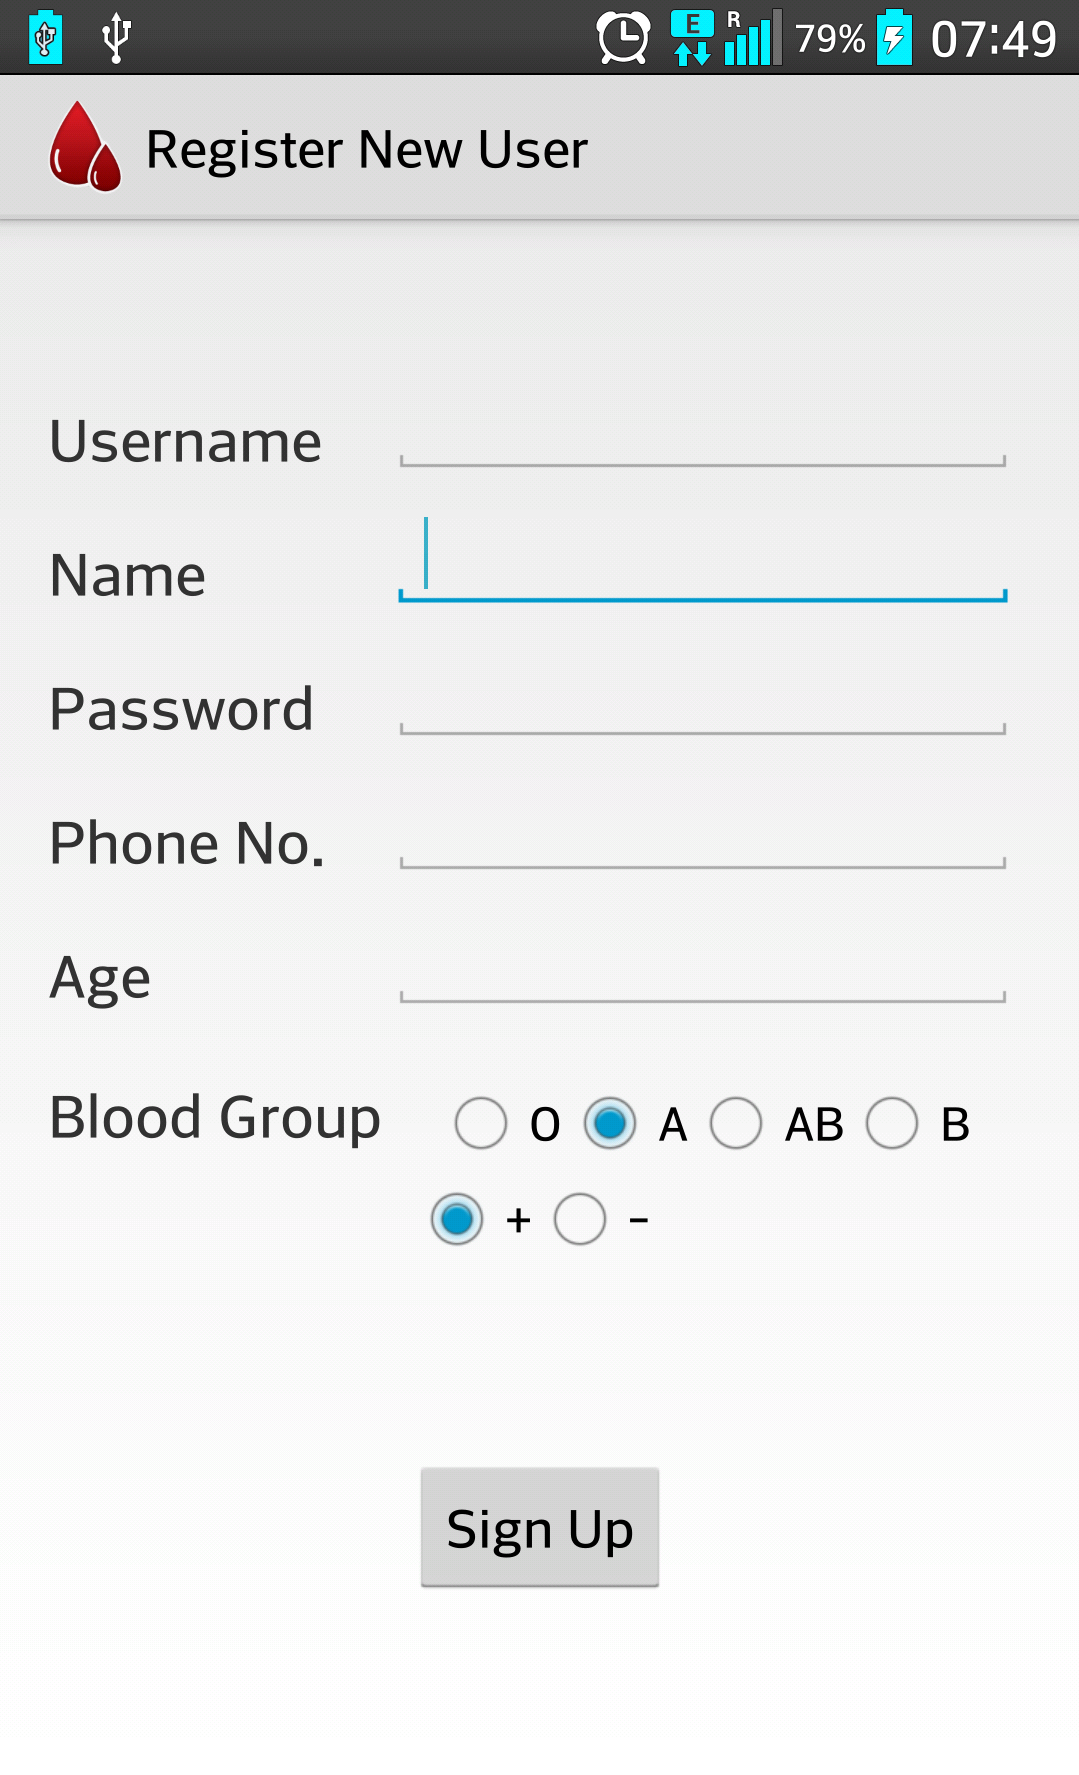 E R 79% 07:49
Register New User
Username
Name
Password
Phone No.
Age
Blood Group O A AB B
+ -
Sign Up